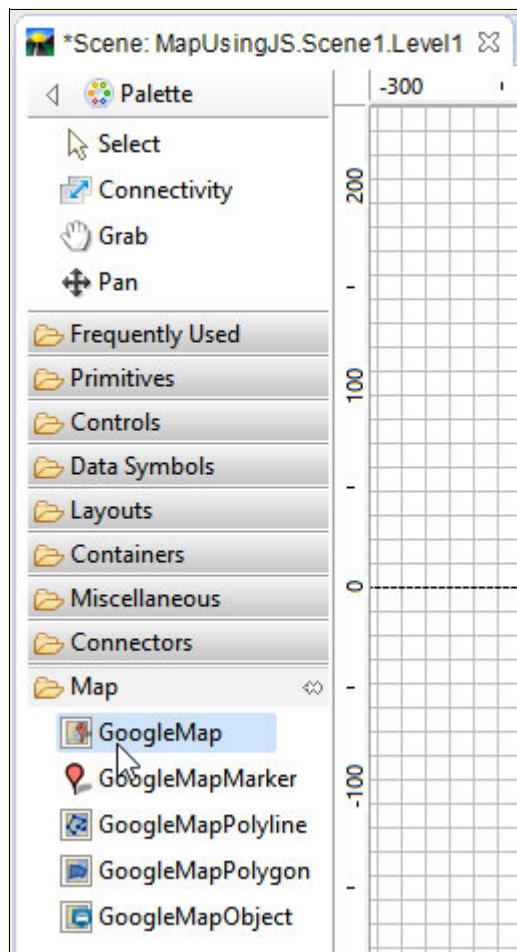 *Scene: MapUsingJS.Scene1.Level1
Palette
-300
Select
Connectivity
Grab
Pan
200
Frequently Used
Primitives
100
Controls
Data Symbols
Layouts
Containers
0
Miscellaneous
Connectors
Map
GoogleMap
GoogleMapMarker
-100
GoogleMapPolyline
GoogleMapPolygon
GoogleMapObject